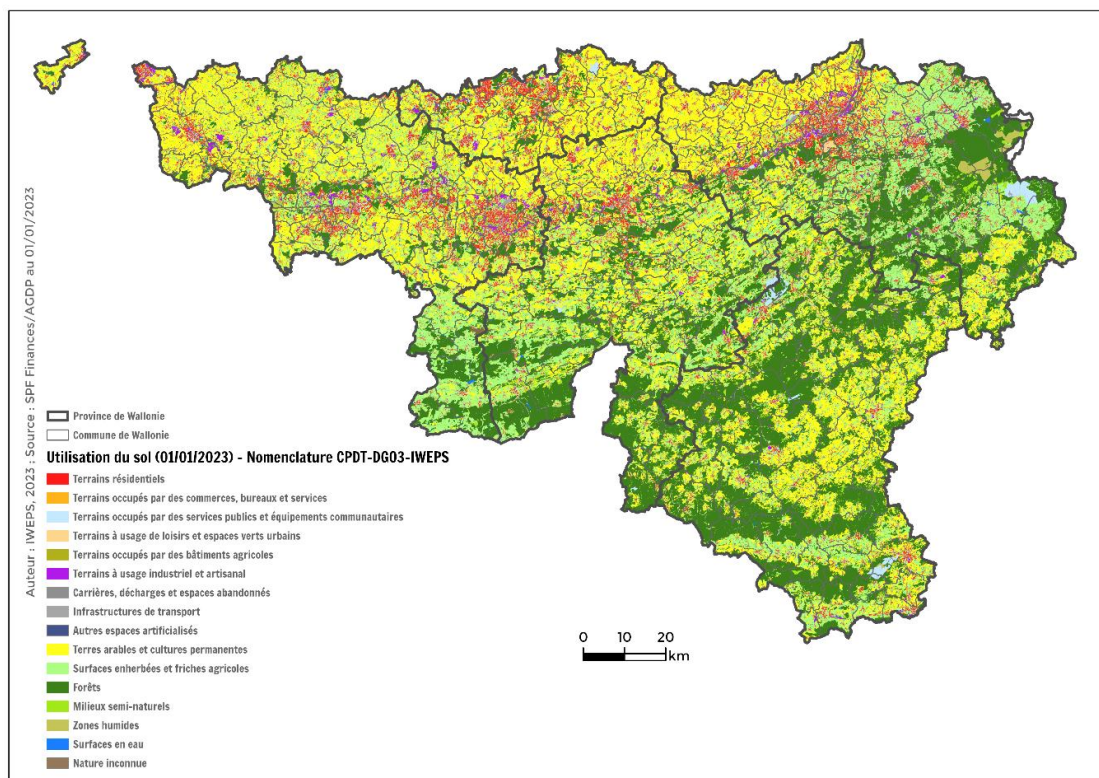 Auteur : IWEPS, 2023 ; Source : SPF Finances/AGDP au 01/01/2023
Province de Wallonie
Commune de Wallonie
Utilisation du sol (01/01/2023) - Nomenclature CPDT-DGO3-IWEPS
Terrains résidentiels
Terrains occupés par des commerces, bureaux et services
Terrains occupés par des services publics et équipements communautaires
Terrains à usage de loisirs et espaces verts urbains
Terrains occupés par des bâtiments agricoles
Terrains à usage industriel et artisanal
Carrières, décharges et espaces abandonnés
Infrastructures de transport
Autres espaces artificialisés
Terres arables et cultures permanentes
Surfaces enherbées et friches agricoles
Forêts
Milieux semi-naturels
Zones humides
Surfaces en eau
Nature inconnue
0 10 20
km